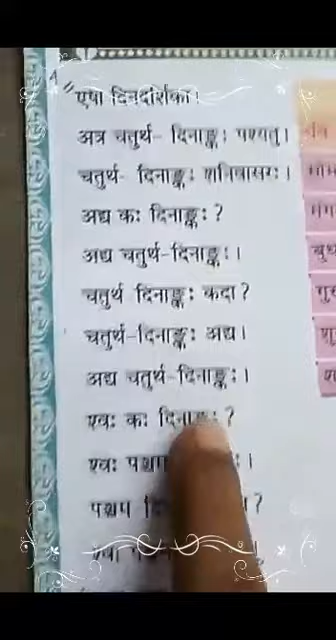 "एषा दिनदर्शिका।
अत्र चतुर्थ- दिनाङ्कः पश्यतु।
चतुर्थ- दिनाङ्कः शनिवासरः।
अद्य कः दिनाङ्कः?
अद्य चतुर्थ-दिनाङ्कः।
चतुर्थ दिनाङ्कः कदा?
चतुर्थ-दिनाङ्कः अद्य।
अद्य चतुर्थ-दिनाङ्कः।
श्वः कः दिनाङ्कः?
श्वः
पञ्चम